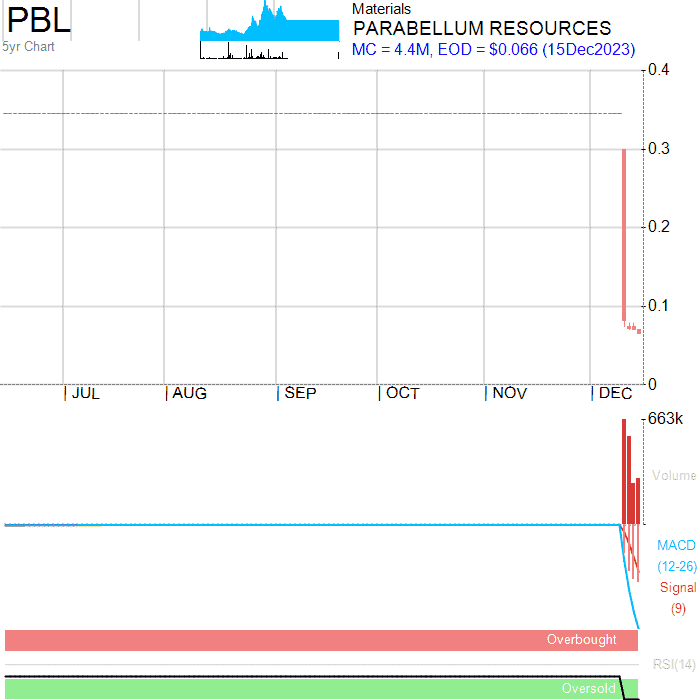 PBL
5yr Chart
Materials
PARABELLUM RESOURCES
MC = 4.4M, EOD = $0.066 (15Dec2023)
0.4
0.3
0.2
0.1
0
| JUL | AUG | SEP | OCT | NOV | DEC
663k
Volume
MACD
(12-26)
Signal
(9)
Overbought
RSI(14)
Oversold